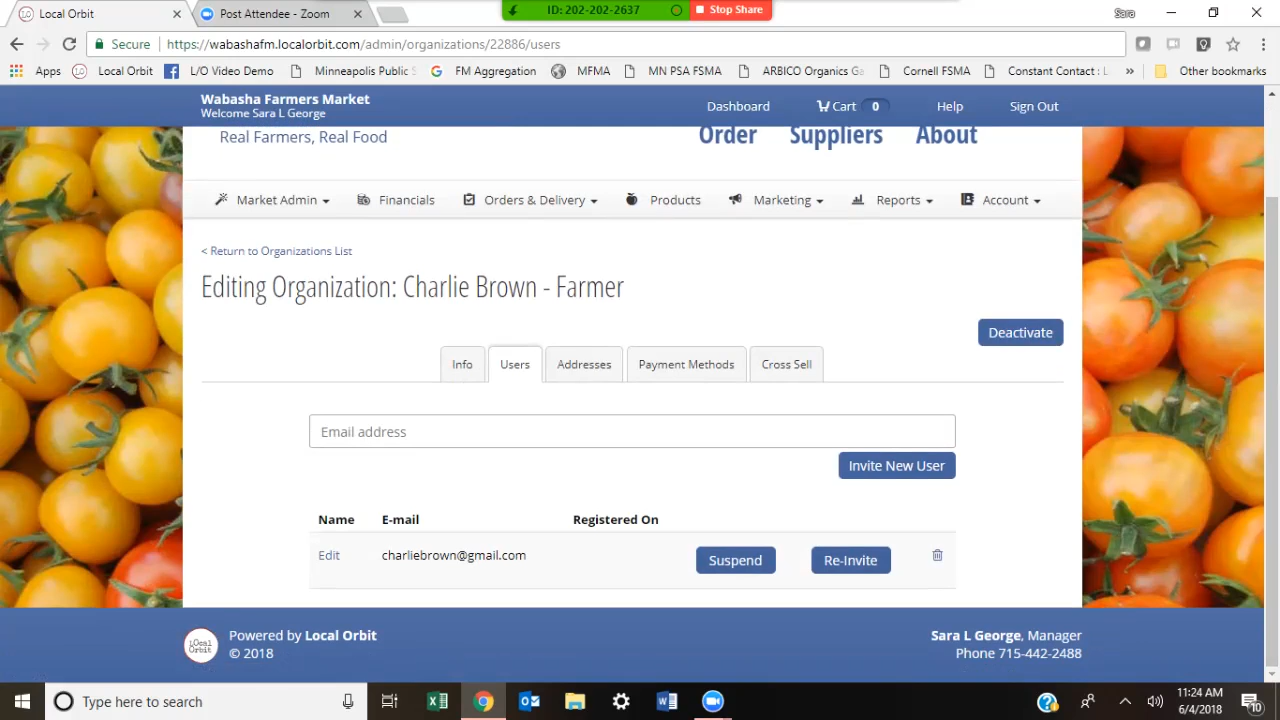 Local Orbit
Post Attendee - Zoom
ID: 202-202-2637
Stop Share
Sara
Secure
https://wabashafm.localorbit.com/admin/organizations/22886/users
Apps
Local Orbit
L/O Video Demo
Minneapolis Public S
FM Aggregation
MFMA
MN PSA FSMA
ARBICO Organics Ga
Cornell FSMA
Constant Contact : L
»
Other bookmarks
Wabasha Farmers Market
Welcome Sara L George
Dashboard
Cart 0
Help
Sign Out
Real Farmers, Real Food
Order
Suppliers
About
Market Admin
Financials
Orders & Delivery
Products
Marketing
Reports
Account
< Return to Organizations List
Editing Organization: Charlie Brown - Farmer
Deactivate
Info
Users
Addresses
Payment Methods
Cross Sell
Email address
Invite New User
Name
E-mail
Registered On
Edit
charliebrown@gmail.com
Suspend
Re-Invite
LOcal Orbit
Powered by Local Orbit
© 2018
Sara L George, Manager
Phone 715-442-2488
Type here to search
11:24 AM
6/4/2018
10